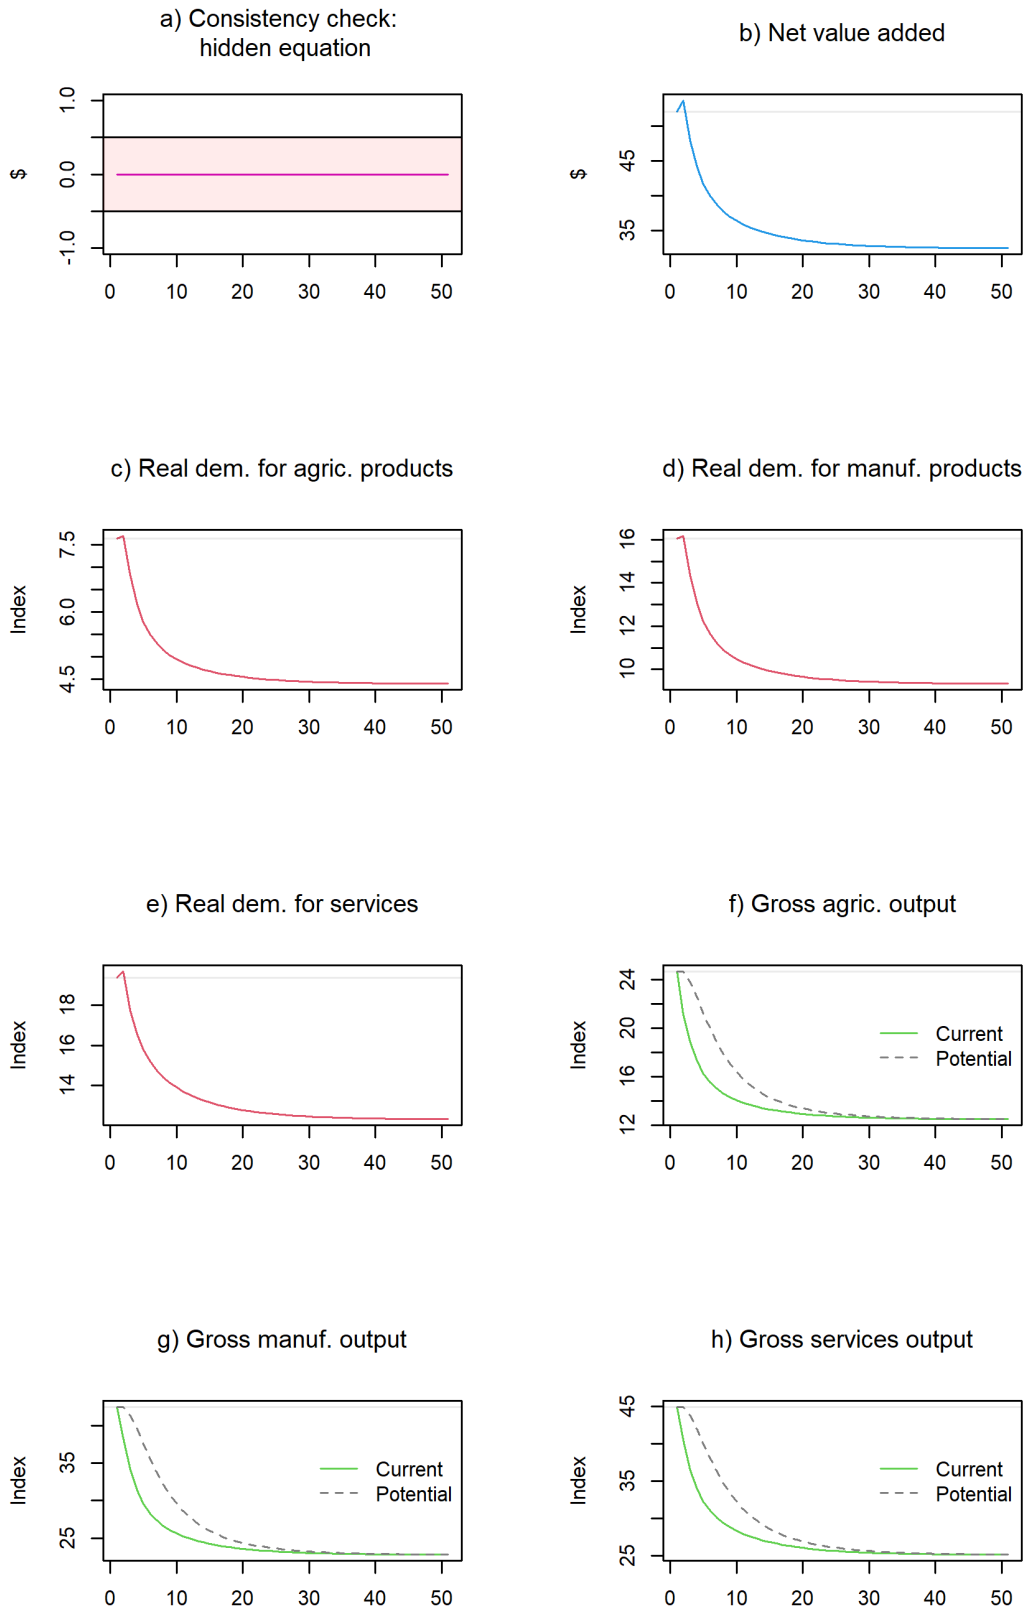 a) Consistency check:
hidden equation
$
1.0
0.0
-1.0
0 10 20 30 40 50
b) Net value added
$
45
35
0 10 20 30 40 50
c) Real dem. for agric. products
Index
7.5
6.0
4.5
0 10 20 30 40 50
d) Real dem. for manuf. products
Index
16
14
12
10
0 10 20 30 40 50
e) Real dem. for services
Index
18
16
14
0 10 20 30 40 50
f) Gross agric. output
Index
24
20
16
12
Current
Potential
0 10 20 30 40 50
g) Gross manuf. output
Index
35
25
Current
Potential
0 10 20 30 40 50
h) Gross services output
Index
45
35
25
Current
Potential
0 10 20 30 40 50